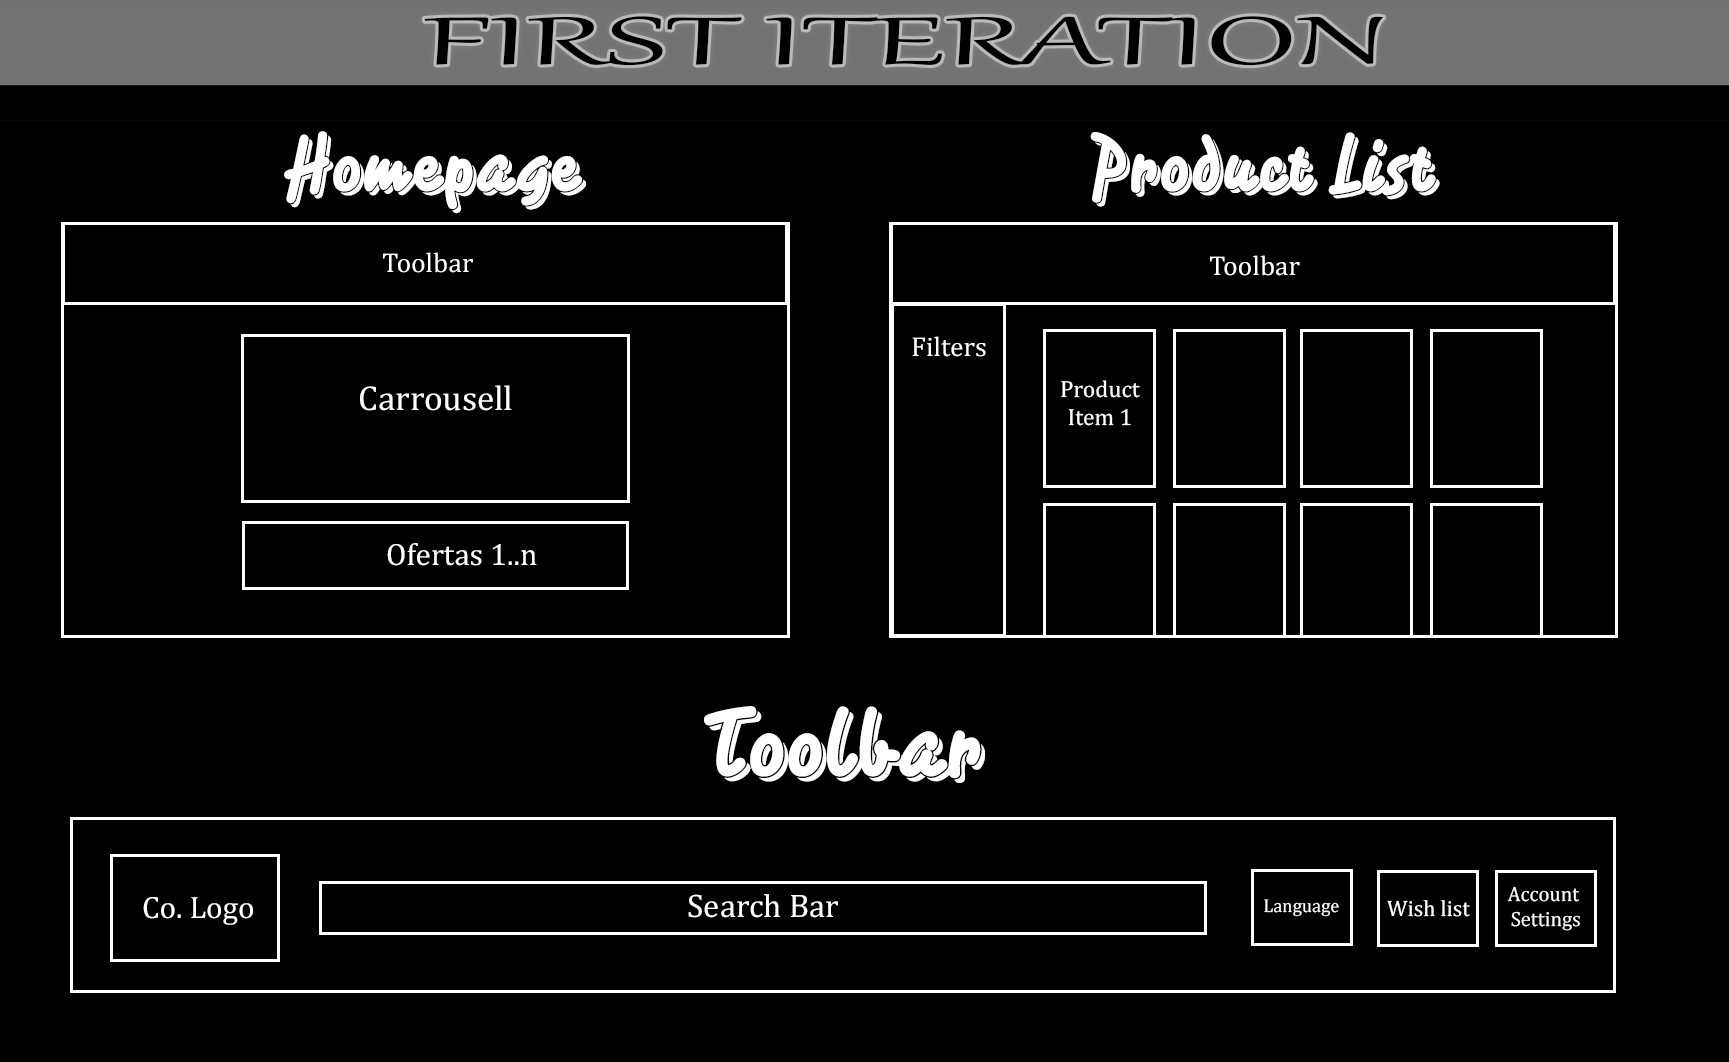 FIRST ITERATION
Homepage
Toolbar
Carrousell
Ofertas 1..n
Product List
Toolbar
Filters
Product
Item 1
Toolbar
Co. Logo
Search Bar
Language
Wish list
Account
Settings